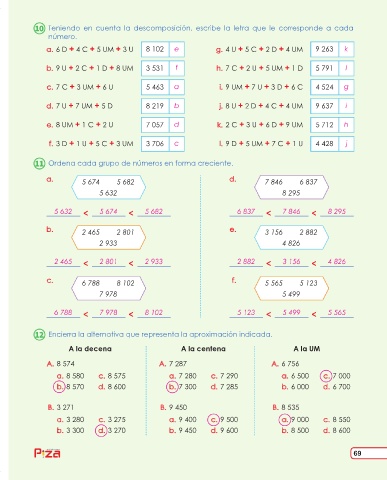 10 Teniendo en cuenta la descomposición, escribe la letra que le corresponde a cada
número.
a. 6 D + 4 C + 5 UM + 3 U 8 102 e g. 4 U + 5 C + 2 D + 4 UM 9 263 k
b. 9 U + 2 C + 1 D + 8 UM 3 531 f h. 7 C + 2 U + 5 UM + 1 D 5 791 l
c. 7 C + 3 UM + 6 U 5 463 a i. 9 UM + 7 U + 3 D + 6 C 4 524 g
d. 7 U + 7 UM + 5 D 8 219 b j. 8 U + 2 D + 4 C + 4 UM 9 637 i
e. 8 UM + 1 C + 2 U 7 057 d k. 2 C + 3 U + 6 D + 9 UM 5 712 h
f. 3 D + 1 U + 5 C + 3 UM 3 706 c l. 9 D + 5 UM + 7 C + 1 U 4 428 j
11 Ordena cada grupo de números en forma creciente.
a. 5 674 5 682 d. 7 846 6 837
5 632 8 295
5 632 < 5 674 < 5 682 6 837 < 7 846 < 8 295
b. 2 465 2 801 e. 3 156 2 882
2 933 4 826
2 465 < 2 801 < 2 933 2 882 < 3 156 < 4 826
c. 6 788 8 102 f. 5 565 5 123
7 978 5 499
6 788 < 7 978 < 8 102 5 123 < 5 499 < 5 565
12 Encierra la alternativa que representa la aproximación indicada.
A la decena A la centena A la UM
A. 8 574 A. 7 287 A. 6 756
a. 8 580 c. 8 575 a. 7 280 c. 7 290 a. 6 500 c. 7 000
b. 8 570 d. 8 600 b. 7 300 d. 7 285 b. 6 000 d. 6 700
B. 3 271 B. 9 450 B. 8 535
a. 3 280 c. 3 275 a. 9 400 c. 9 500 a. 9 000 c. 8 550
b. 3 300 d. 3 270 b. 9 450 d. 9 600 b. 8 500 d. 8 600
69